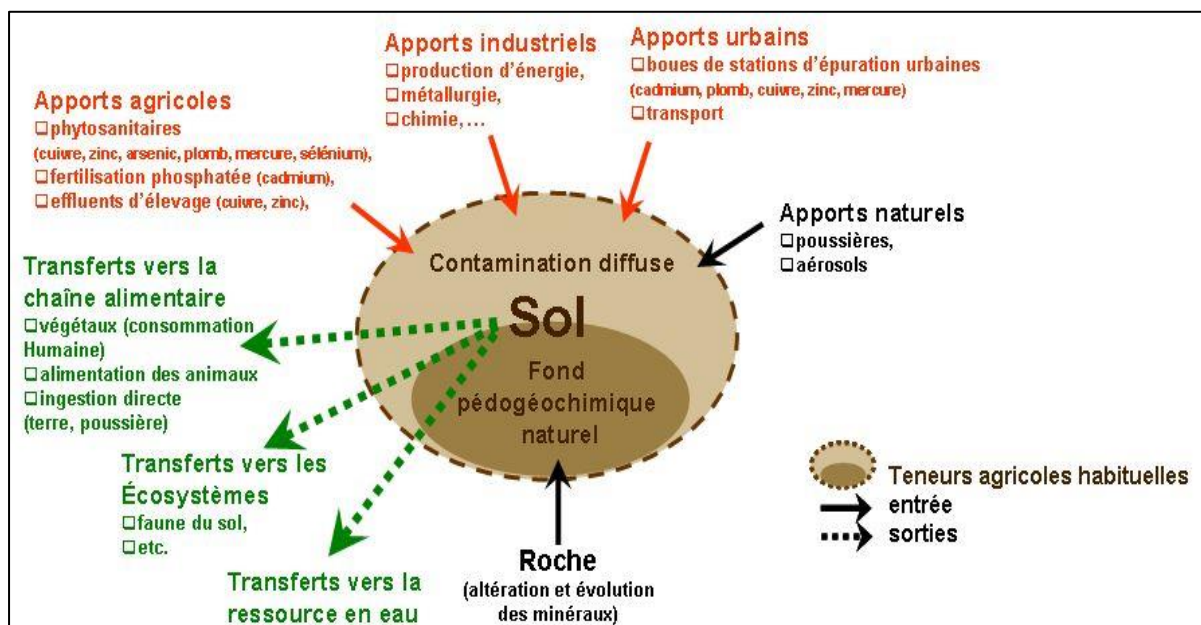 Apports industriels
❑production d'énergie,
❑métallurgie,
❑chimie, ...
Apports urbains
❑boues de stations d'épuration urbaines
(cadmium, plomb, cuivre, zinc, mercure)
❑transport
Apports agricoles
❑phytosanitaires
(cuivre, zinc, arsenic, plomb, mercure, sélénium),
❑fertilisation phosphatée (cadmium),
❑effluents d'élevage (cuivre, zinc),
Apports naturels
❑poussières,
❑aérosols
Contamination diffuse
Sol
Fond
pédogéochimique
naturel
Transferts vers la
chaîne alimentaire
❑végétaux (consommation
Humaine)
❑alimentation des animaux
❑ingestion directe
(terre, poussière)
Transferts vers les
Écosystèmes
❑faune du sol,
❑etc.
Transferts vers la
ressource en eau
Roche
(altération et évolution
des minéraux)
Teneurs agricoles habituelles
entrée
sorties